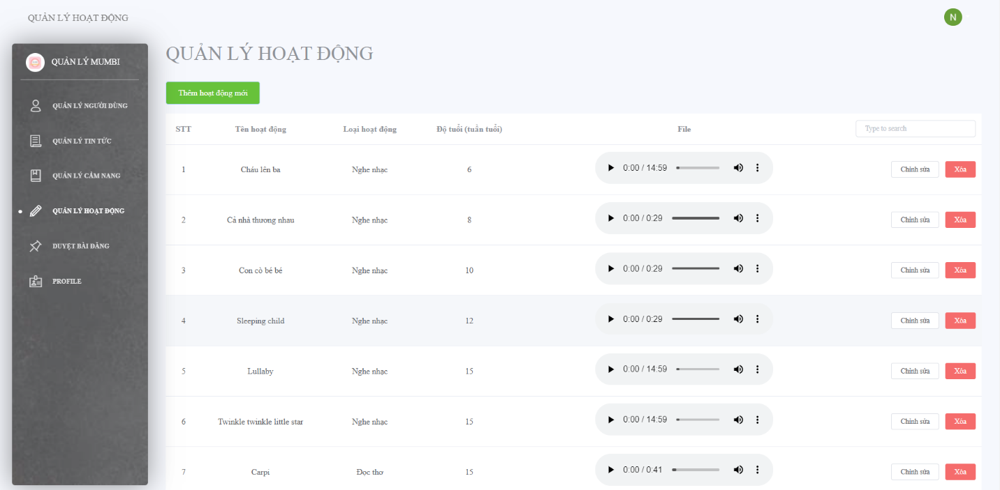 QUẢN LÝ HOẠT ĐỘNG
N
QUẢN LÝ MUMBI
QUẢN LÝ NGƯỜI DÙNG
QUẢN LÝ TIN TỨC
QUẢN LÝ CẨM NANG
QUẢN LÝ HOẠT ĐỘNG
DUYỆT BÀI ĐĂNG
PROFILE
QUẢN LÝ HOẠT ĐỘNG
Thêm hoạt động mới
STT Tên hoạt động Loại hoạt động Độ tuổi (tuần tuổi) File Type to search
1 Cháu lên ba Nghe nhạc 6 0:00 / 14:59 Chỉnh sửa Xóa
2 Cả nhà thương nhau Nghe nhạc 8 0:00 / 0:29 Chỉnh sửa Xóa
3 Con cò bé bé Nghe nhạc 10 0:00 / 0:29 Chỉnh sửa Xóa
4 Sleeping child Nghe nhạc 12 0:00 / 0:29 Chỉnh sửa Xóa
5 Lullaby Nghe nhạc 15 0:00 / 14:59 Chỉnh sửa Xóa
6 Twinkle twinkle little star Nghe nhạc 15 0:00 / 14:59 Chỉnh sửa Xóa
7 Carpi Đọc thơ 15 0:00 / 0:41 Chỉnh sửa Xóa